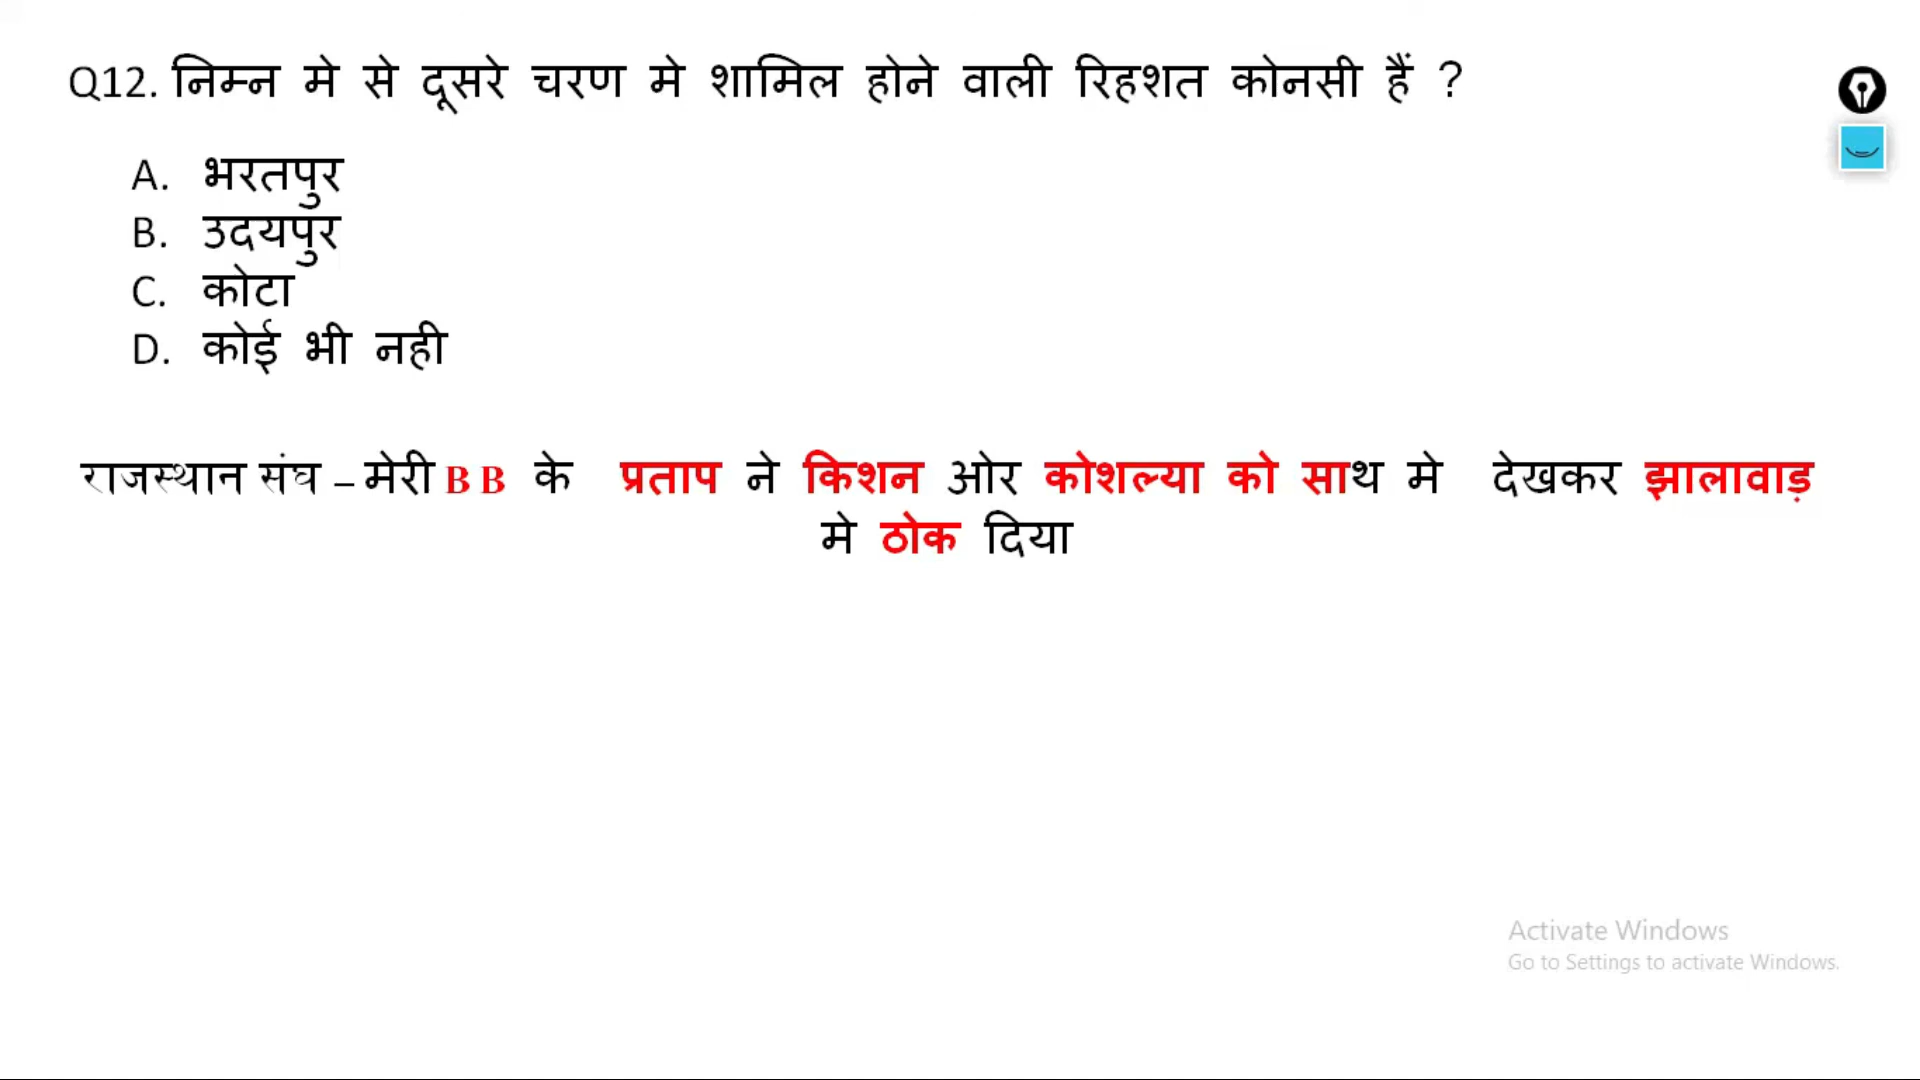 Q12. निम्न मे से दूसरे चरण मे शामिल होने वाली रिहशत कोनसी हैं ?
A. भरतपुर
B. उदयपुर
C. कोटा
D. कोई भी नही
राजस्थान संघ – मेरी B B के प्रताप ने किशन ओर कोशल्या को साथ मे देखकर झालावाड़
मे ठोक दिया
Activate Windows
Go to Settings to activate Windows.